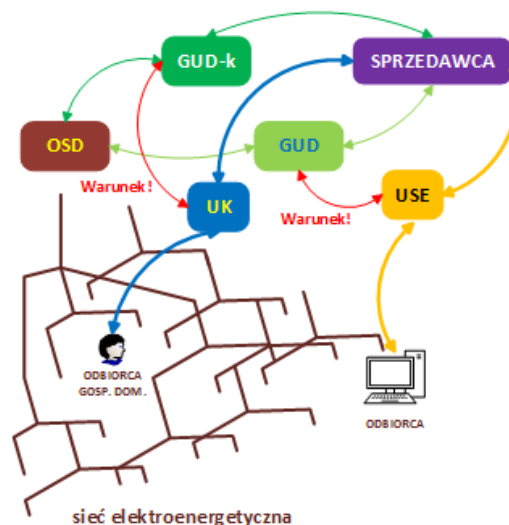 GUD-k
SPRZEDAWCA
OSD
GUD
Warunek!
UK
Warunek!
USE
ODBIORCA
GOSP. DOM.
ODBIORCA
sieć elektroenergetyczna